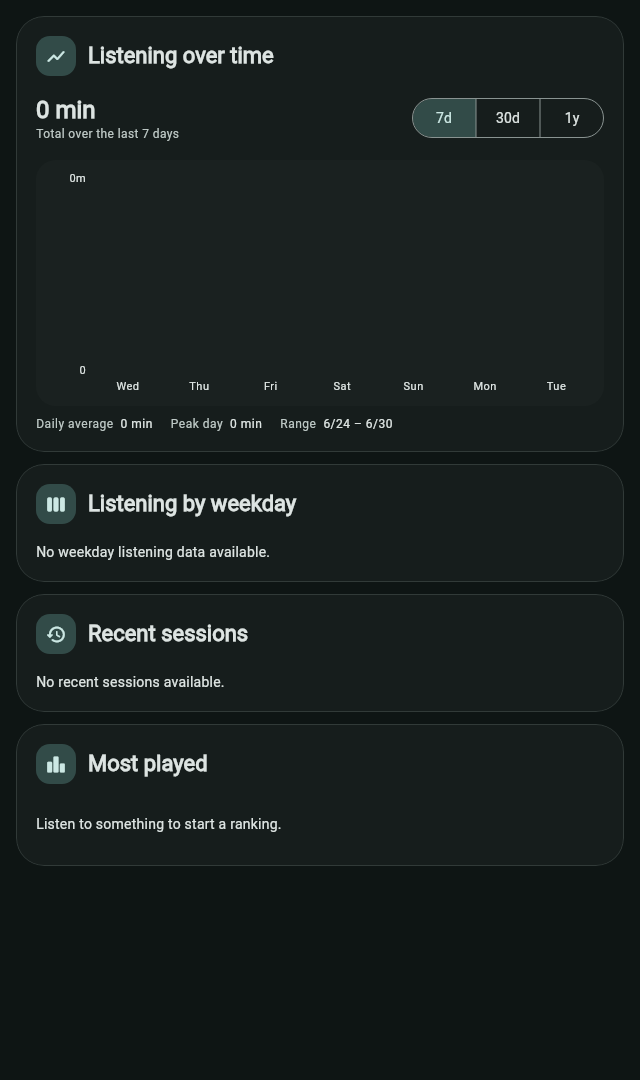 Listening over time
0 min
Total over the last 7 days
7d 30d 1y
0m
0
Wed Thu Fri Sat Sun Mon Tue
Daily average 0 min Peak day 0 min Range 6/24 – 6/30
Listening by weekday
No weekday listening data available.
Recent sessions
No recent sessions available.
Most played
Listen to something to start a ranking.